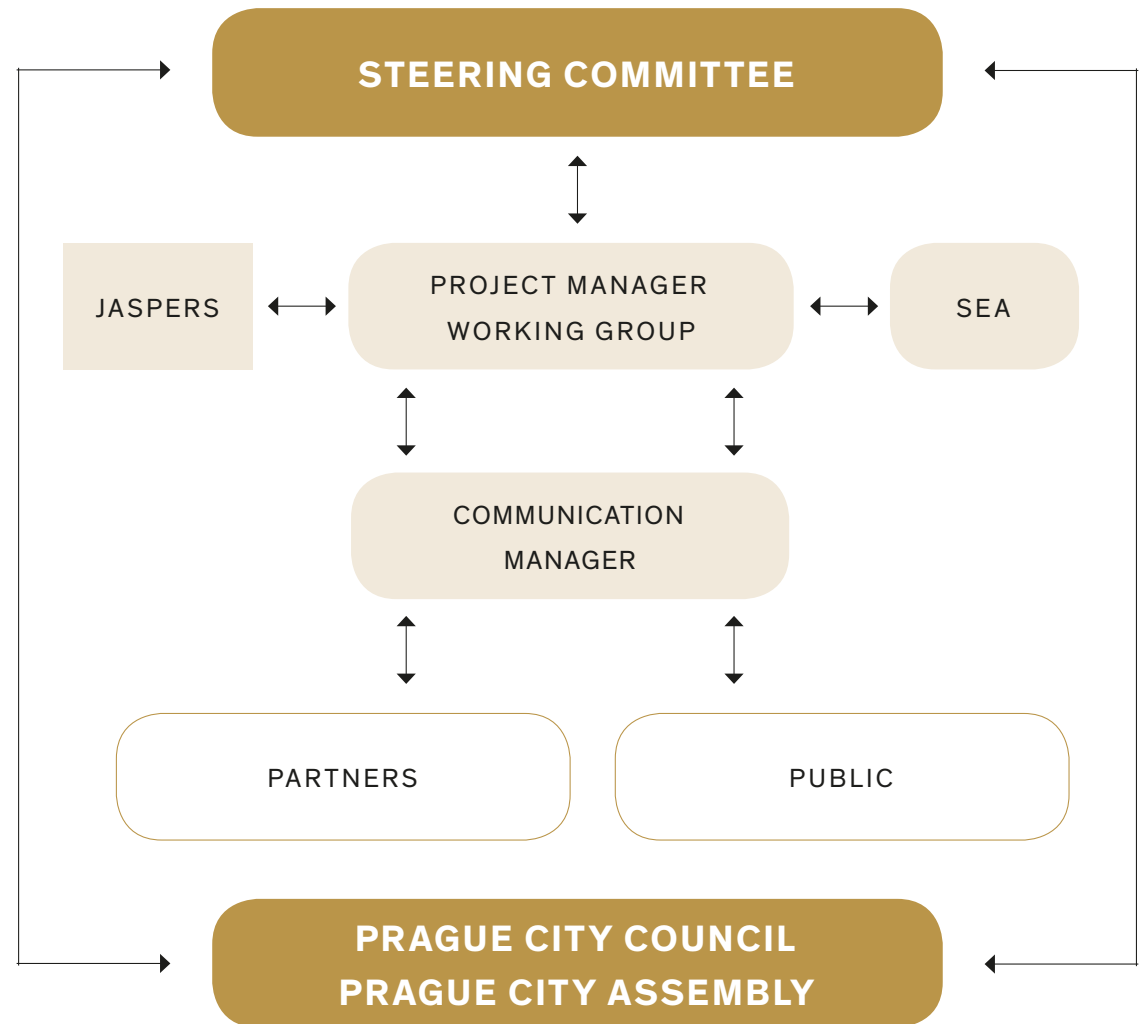 STEERING COMMITTEE
JASPERS
PROJECT MANAGER
WORKING GROUP
SEA
COMMUNICATION
MANAGER
PARTNERS
PUBLIC
PRAGUE CITY COUNCIL
PRAGUE CITY ASSEMBLY